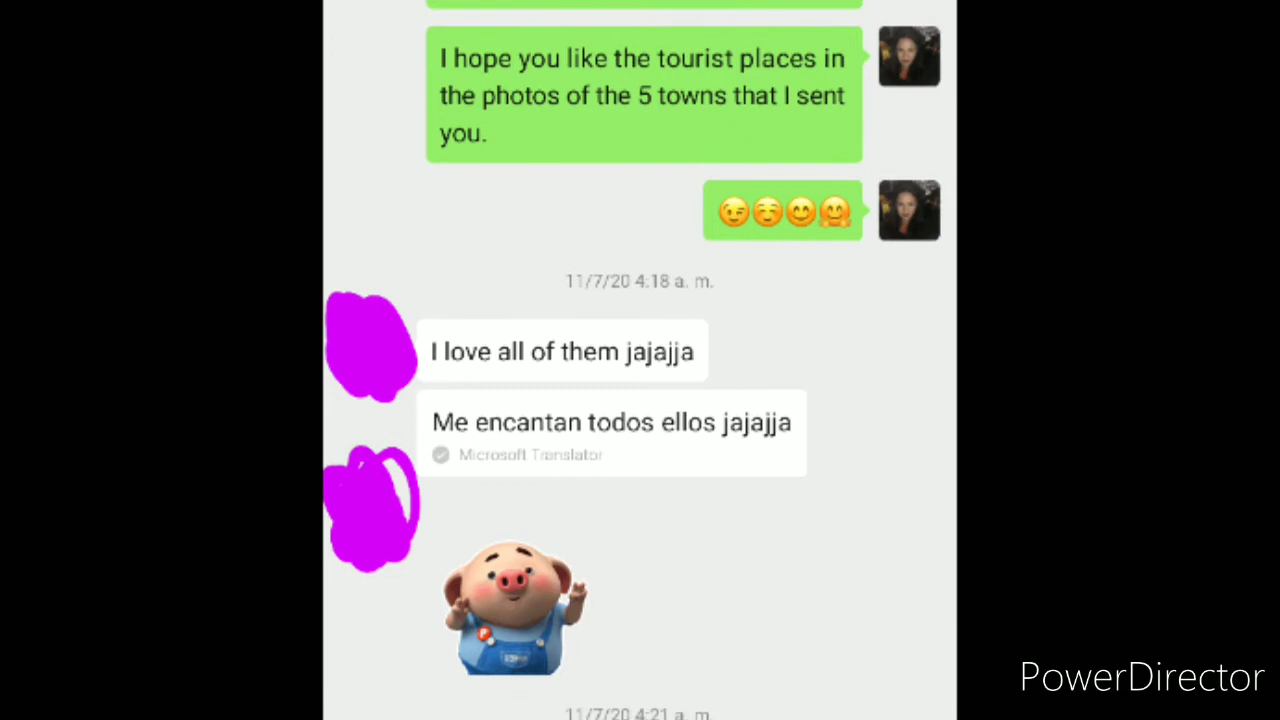 I hope you like the tourist places in
the photos of the 5 towns that I sent
you.
😉☺️😊🤗
11/7/20 4:18 a. m.
I love all of them jajajja
Me encantan todos ellos jajajja
Microsoft Translator
P
11/7/20 4:21 a. m.
PowerDirector